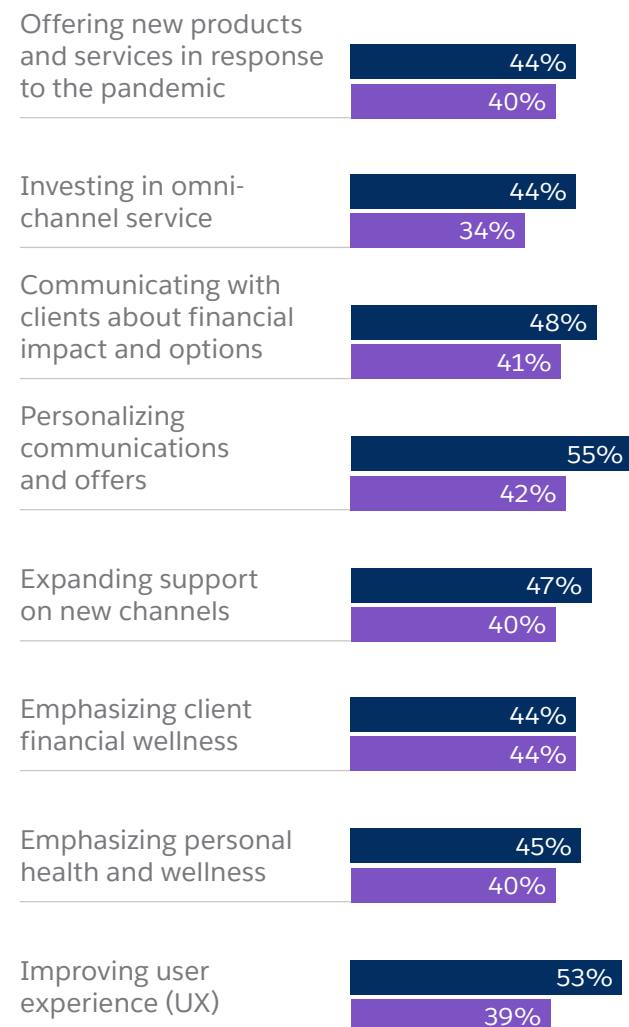 Offering new products
and services in response
to the pandemic
44%
40%
Investing in omni-
channel service
44%
34%
Communicating with
clients about financial
impact and options
48%
41%
Personalizing
communications
and offers
55%
42%
Expanding support
on new channels
47%
40%
Emphasizing client
financial wellness
44%
44%
Emphasizing personal
health and wellness
45%
40%
Improving user
experience (UX)
53%
39%